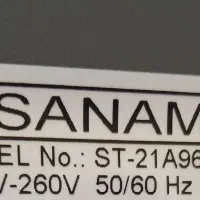 SANAM
EL No.: ST-21A96
V-260V 50/60 Hz